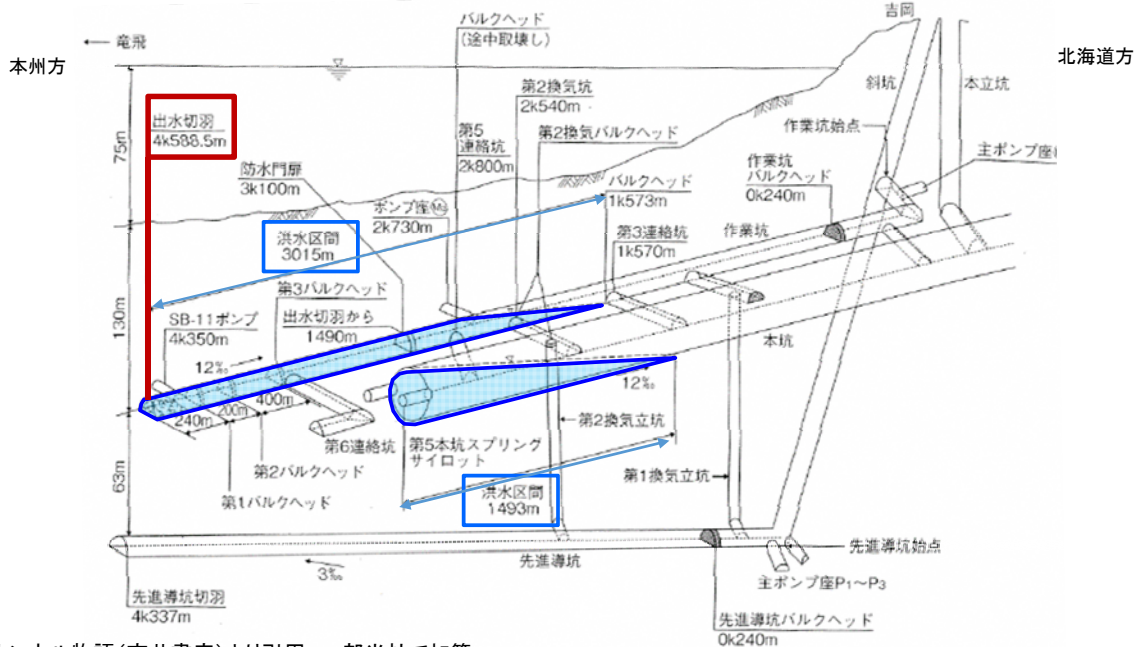 吉岡
← 竜飛
本州方
北海道方
バルクヘッド
(途中取壊し)
斜坑
本立坑
第2換気坑
2k540m
出水切羽
4k588.5m
75m
第5
連絡坑
2k800m
第2換気バルクヘッド
作業坑始点
主ポンプ座
防水門扉
3k100m
作業坑
バルクヘッド
0k240m
バルクヘッド
1k573m
ポンプ座
2k730m
洪水区間
3015m
第3連絡坑
1k570m
作業坑
第3バルクヘッド
出水切羽から
1490m
SB-11ポンプ
4k350m
130m
12‰
本坑
12‰
400m
200m
240m
第2換気立坑
第6連絡坑
第5本坑スプリング
サイロット
第2バルクヘッド
第1バルクヘッド
63m
洪水区間
1493m
第1換気立坑
先進導坑
先進導坑始点
3‰
主ポンプ座P₁～P₃
先進導坑切羽
4k337m
先進導坑バルクヘッド
0k240m